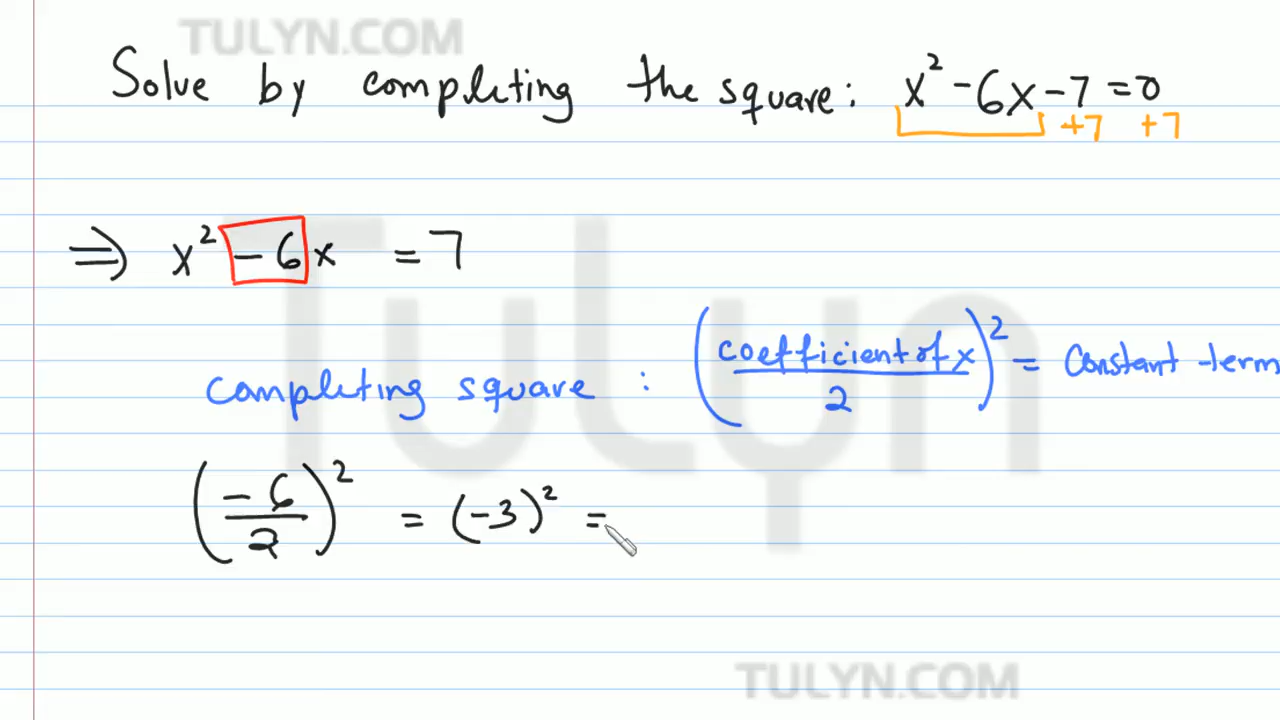 TULYN.COM
Solve by completing the square: x² - 6x - 7 = 0
+7 +7
⇒ x² - 6x = 7
Tulyn
completing square : (coefficient of x / 2)² = Constant term
(-6/2)² = (-3)² =
TULYN.COM